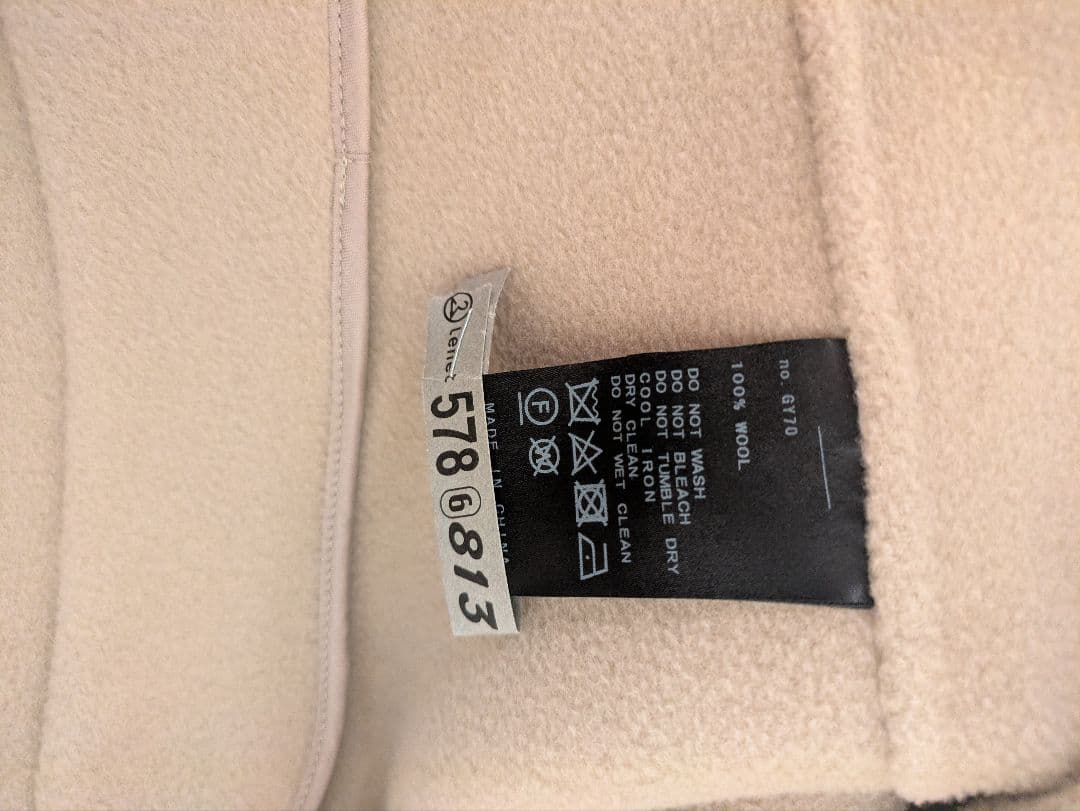 no. GY70
100% WOOL
DO NOT WASH
DO NOT BLEACH
DO NOT TUMBLE DRY
COOL IRON
DRY CLEAN
DO NOT WET CLEAN
F W
MADE IN CHINA
lenet 578 6 813